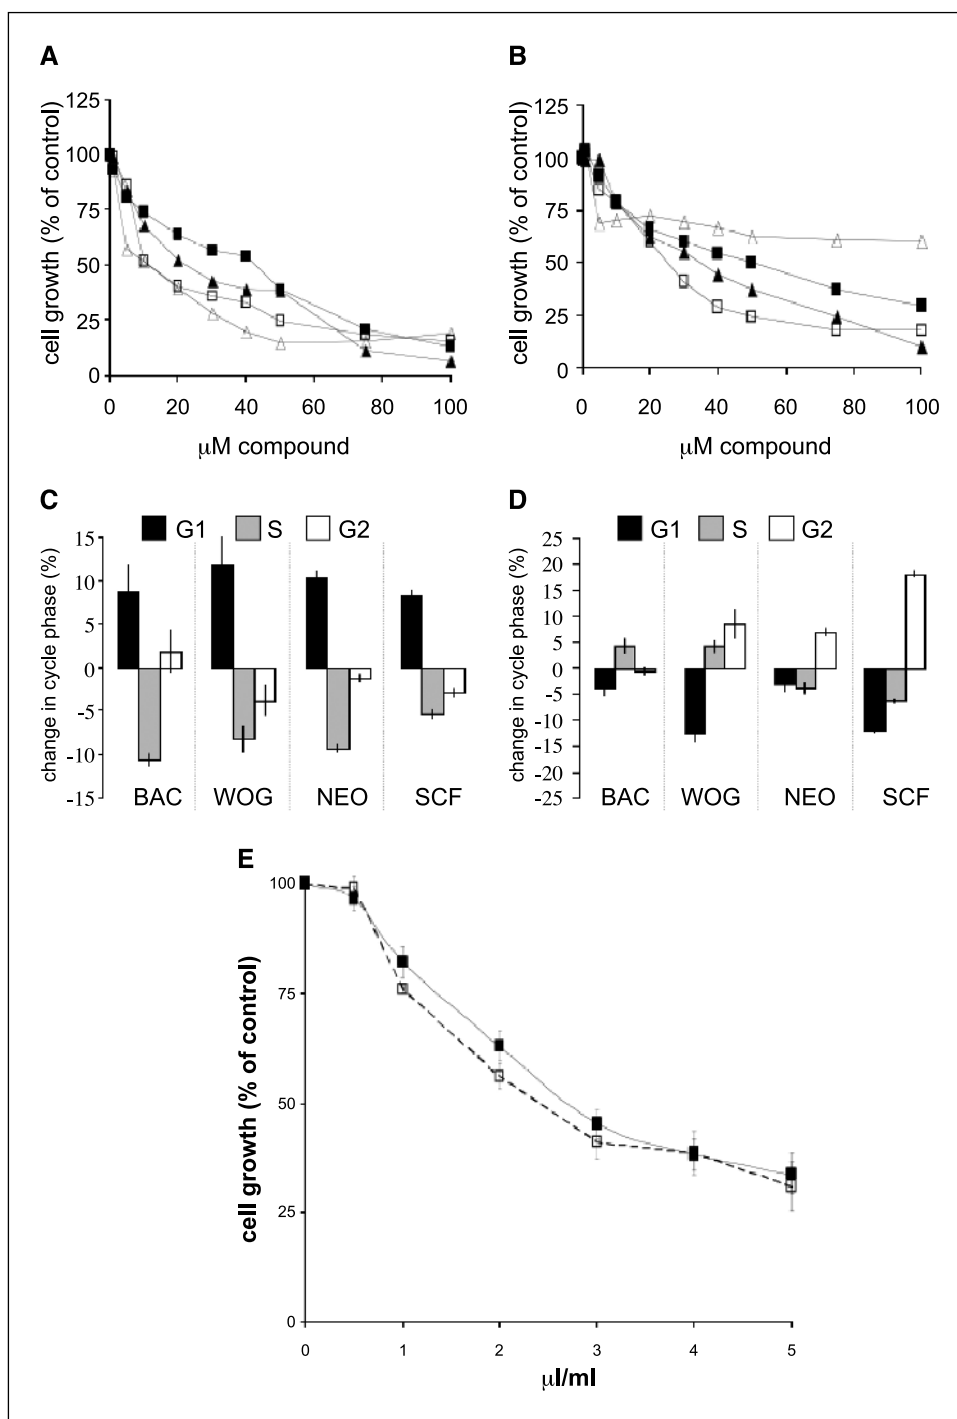 A
B
cell growth (% of control)
125
100
75
50
25
0
0 20 40 60 80 100
μM compound
cell growth (% of control)
125
100
75
50
25
0
0 20 40 60 80 100
μM compound
C
G1 S G2
change in cycle phase (%)
15
10
5
0
-5
-10
-15
BAC WOG NEO SCF
D
G1 S G2
change in cycle phase (%)
25
20
15
10
5
0
-5
-10
-15
-20
-25
BAC WOG NEO SCF
E
cell growth (% of control)
100
75
50
25
0
0 1 2 3 4 5
μl/ml